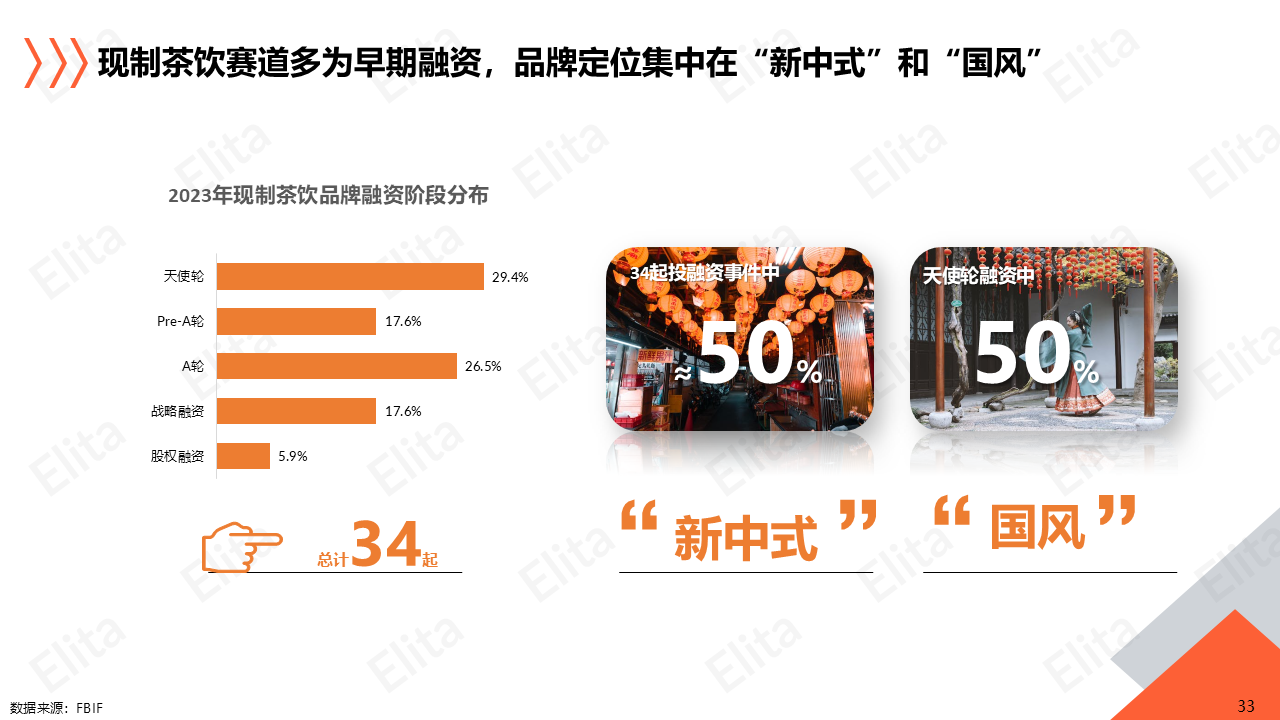 现制茶饮赛道多为早期融资，品牌定位集中在“新中式”和“国风”
2023年现制茶饮品牌融资阶段分布
天使轮 29.4%
Pre-A轮 17.6%
A轮 26.5%
战略融资 17.6%
股权融资 5.9%
总计34起
34起投融资事件中
≈50%
新鲜果汁
“新中式”
天使轮融资中
50%
“国风”
数据来源：FBIF
33
Elita